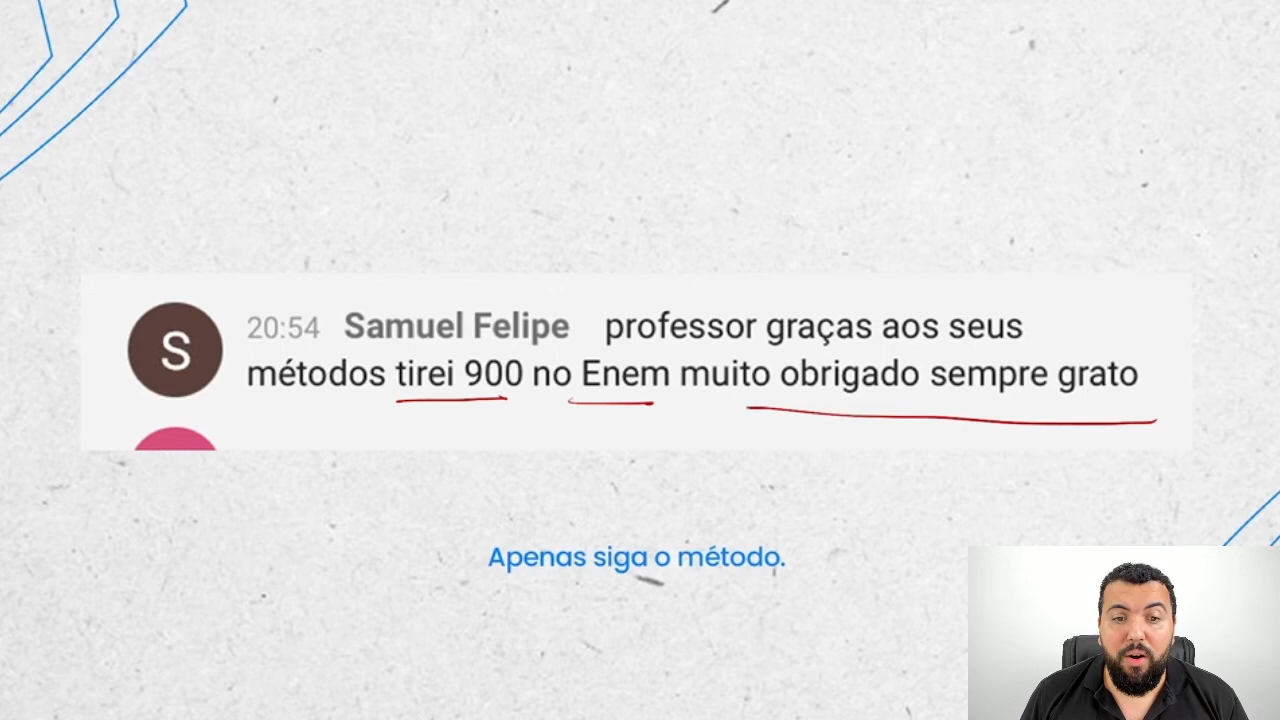 S
20:54 Samuel Felipe professor graças aos seus
métodos tirei 900 no Enem muito obrigado sempre grato
Apenas siga o método.